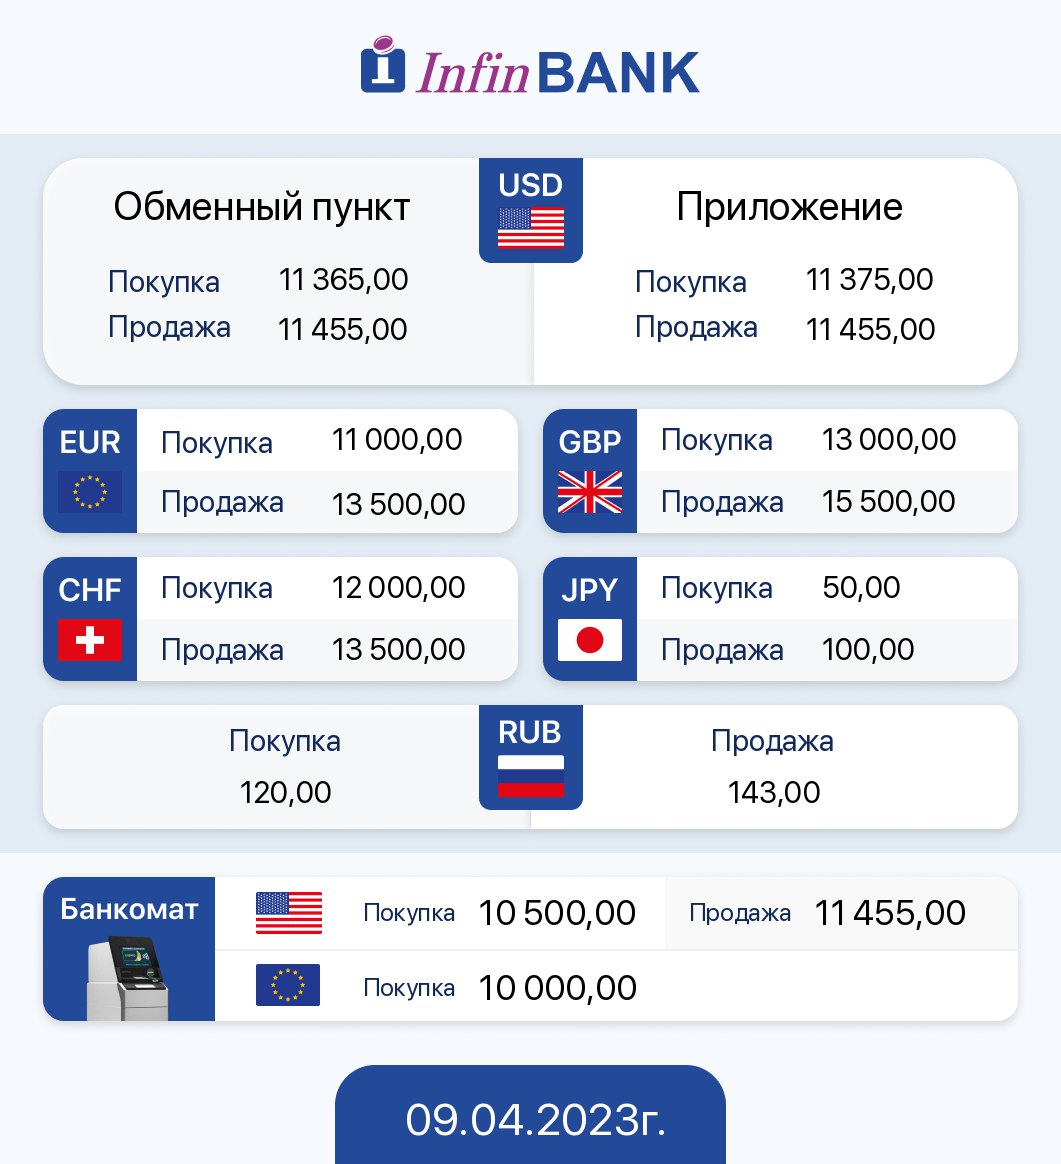 InfinBANK
USD
Обменный пункт
Покупка 11 365,00
Продажа 11 455,00
Приложение
Покупка 11 375,00
Продажа 11 455,00
EUR
Покупка 11 000,00
Продажа 13 500,00
GBP
Покупка 13 000,00
Продажа 15 500,00
CHF
Покупка 12 000,00
Продажа 13 500,00
JPY
Покупка 50,00
Продажа 100,00
RUB
Покупка
120,00
Продажа
143,00
Банкомат
Покупка 10 500,00 Продажа 11 455,00
Покупка 10 000,00
09.04.2023г.